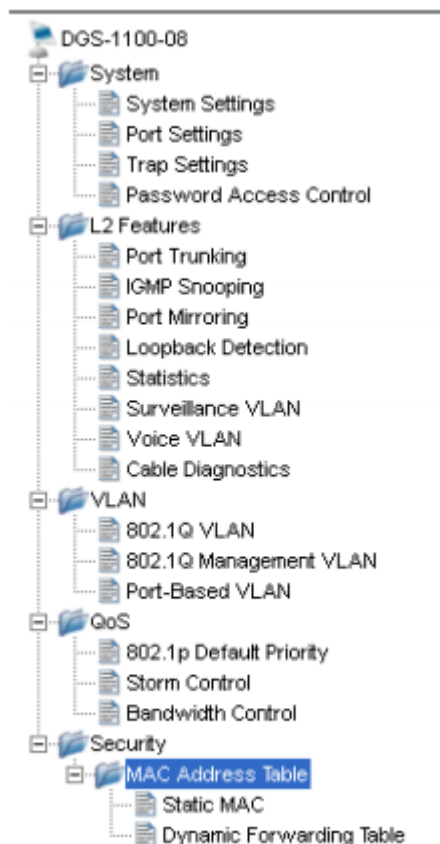 DGS-1100-08
System
System Settings
Port Settings
Trap Settings
Password Access Control
L2 Features
Port Trunking
IGMP Snooping
Port Mirroring
Loopback Detection
Statistics
Surveillance VLAN
Voice VLAN
Cable Diagnostics
VLAN
802.1Q VLAN
802.1Q Management VLAN
Port-Based VLAN
QoS
802.1p Default Priority
Storm Control
Bandwidth Control
Security
MAC Address Table
Static MAC
Dynamic Forwarding Table